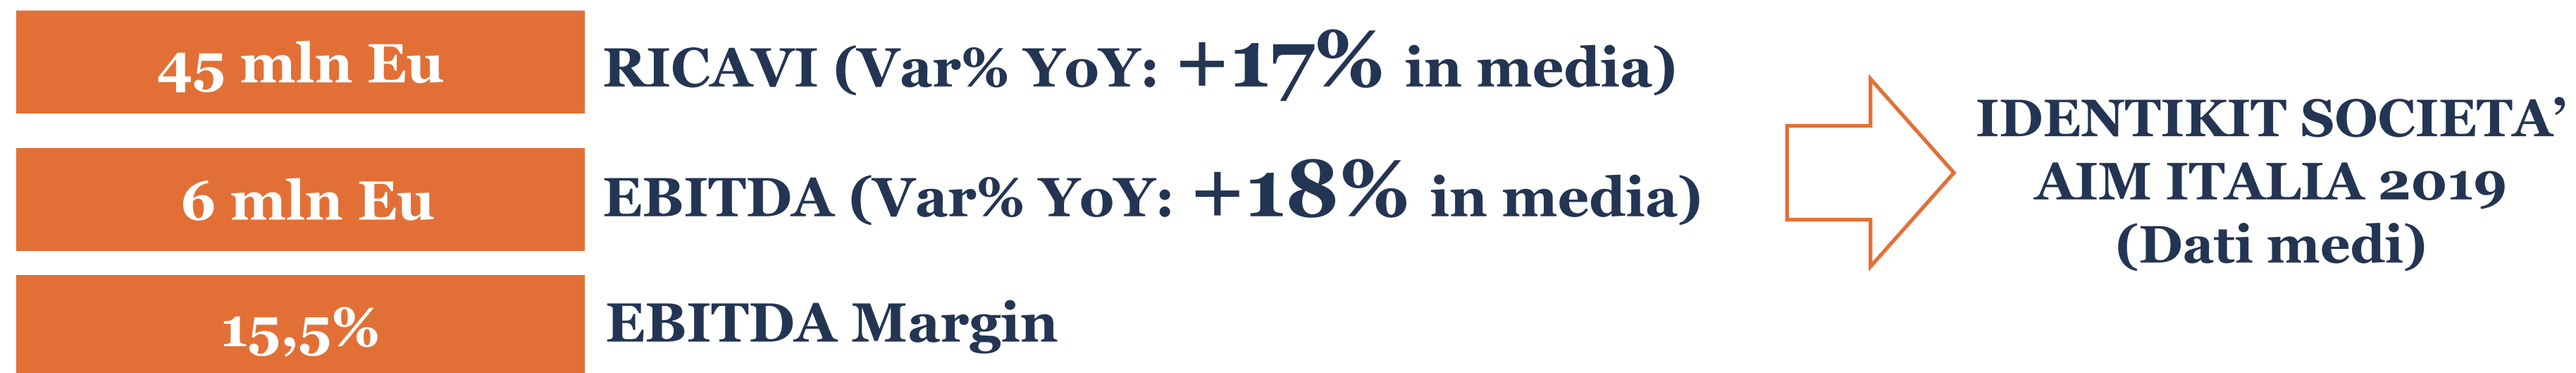 45 mln Eu
RICAVI (Var% YoY: +17% in media)
6 mln Eu
EBITDA (Var% YoY: +18% in media)
15,5%
EBITDA Margin
IDENTIKIT SOCIETA’
AIM ITALIA 2019
(Dati medi)